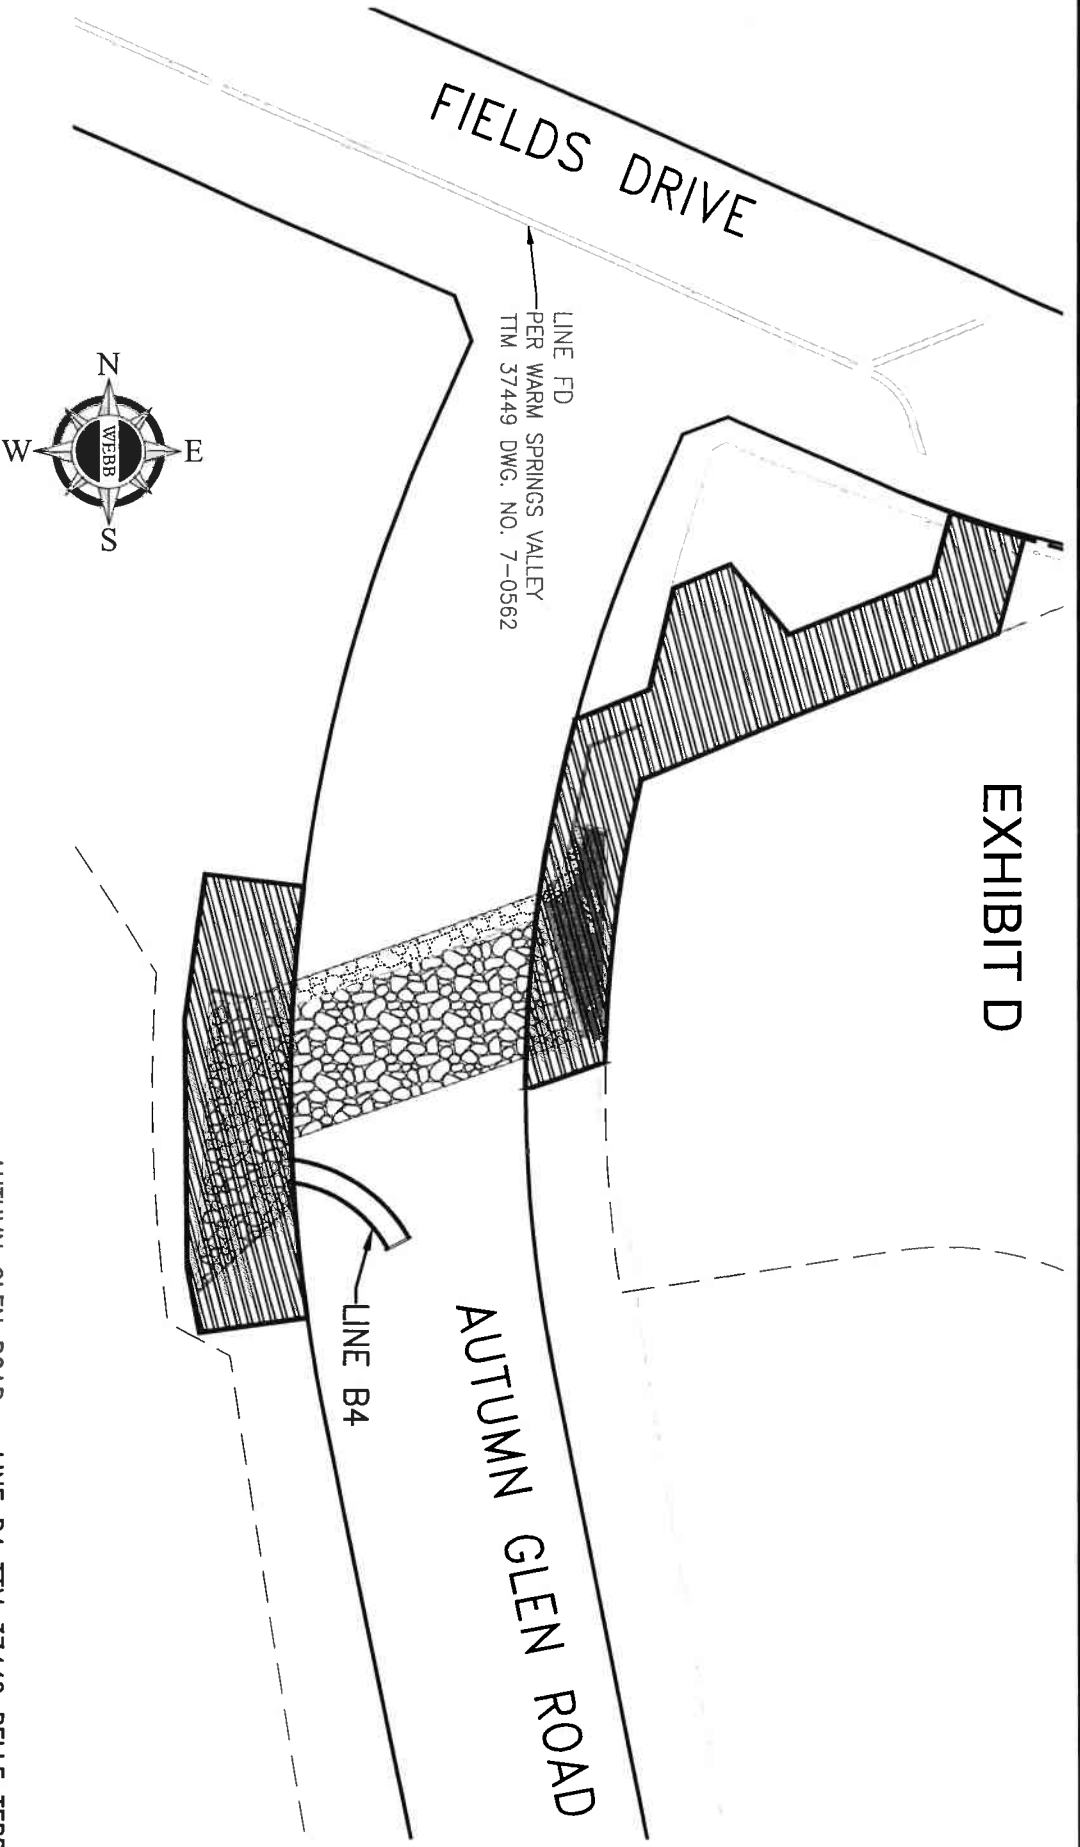 EXHIBIT D
FIELDS DRIVE
LINE FD
PER WARM SPRINGS VALLEY
TTM 37449 DWG. NO. 7-0562
AUTUMN GLEN ROAD
LINE B4
N
W
WEBB
E
S